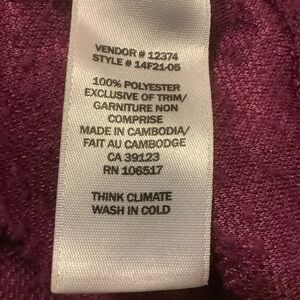 VENDOR # 12374
STYLE # 14F21-05
100% POLYESTER
EXCLUSIVE OF TRIM/
GARNITURE NON
COMPRISE
MADE IN CAMBODIA/
FAIT AU CAMBODGE
CA 39123
RN 106517
THINK CLIMATE
WASH IN COLD